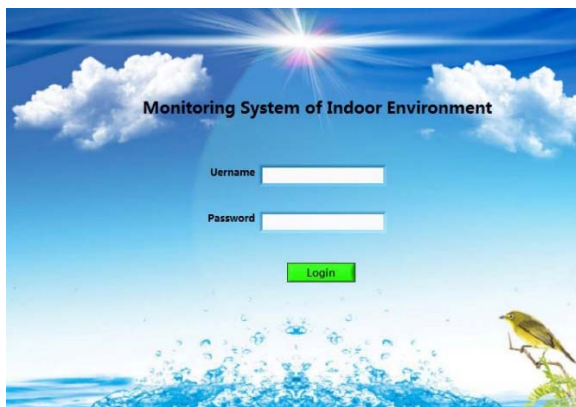 Monitoring System of Indoor Environment
Uername
Password
Login